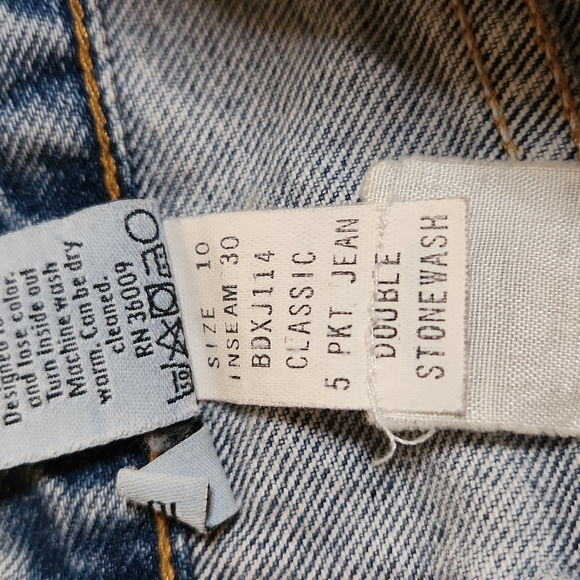 Designed to color
and lose color.
Turn inside out
Machine wash
warm. Can be dry
cleaned.
RN 36009
SIZE 10
INSEAM 30
BDXJ114
CLASSIC
5 PKT JEAN
DOUBLE
STONEWASH